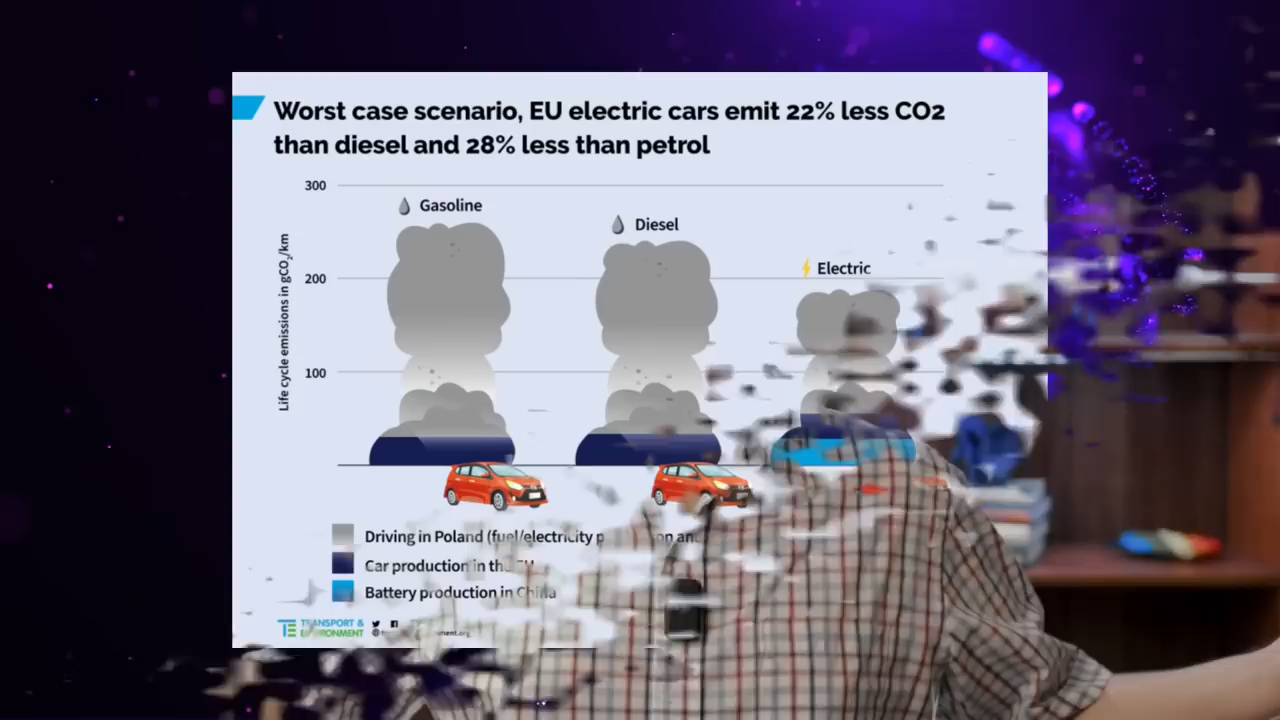 Worst case scenario, EU electric cars emit 22% less CO2
than diesel and 28% less than petrol
300
200
100
Life cycle emissions in gCO2/km
Gasoline
Diesel
Electric
Driving in Poland (fuel/electricity
Car production in the EU
Battery production in China
TRANSPORT &
ENVIRONMENT